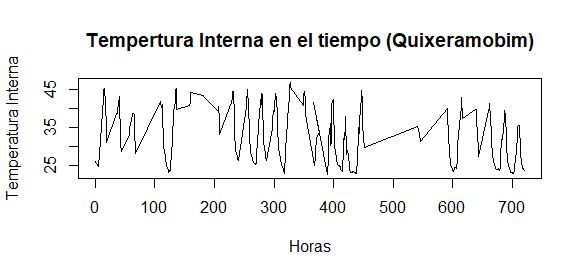 Tempertura Interna en el tiempo (Quixeramobim)
Temperatura Interna
45
35
25
0 100 200 300 400 500 600 700
Horas